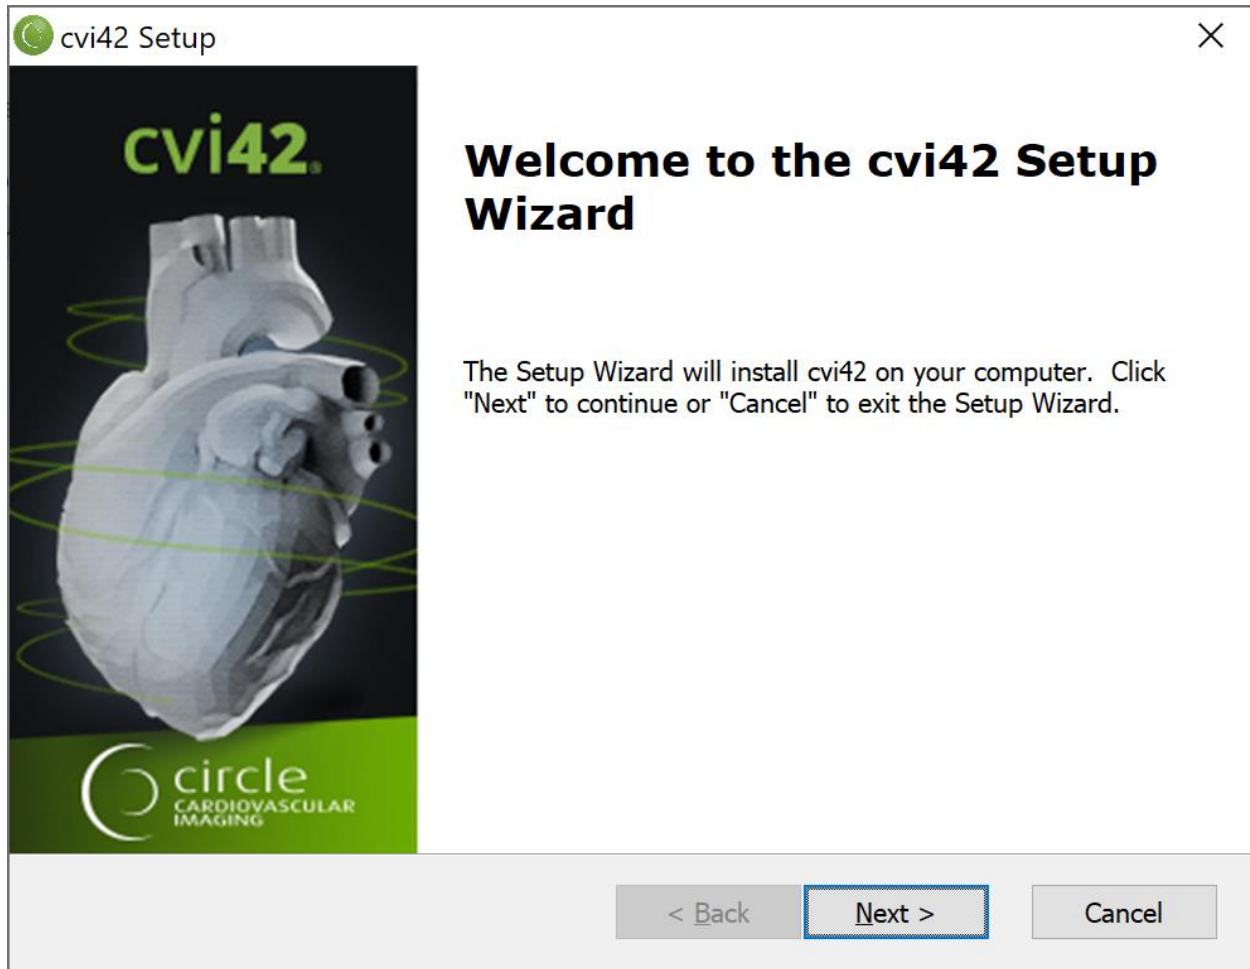 cvi42 Setup
cvi42®
Welcome to the cvi42 Setup
Wizard
The Setup Wizard will install cvi42 on your computer.  Click
"Next" to continue or "Cancel" to exit the Setup Wizard.
circle
CARDIOVASCULAR
IMAGING
< Back
Next >
Cancel